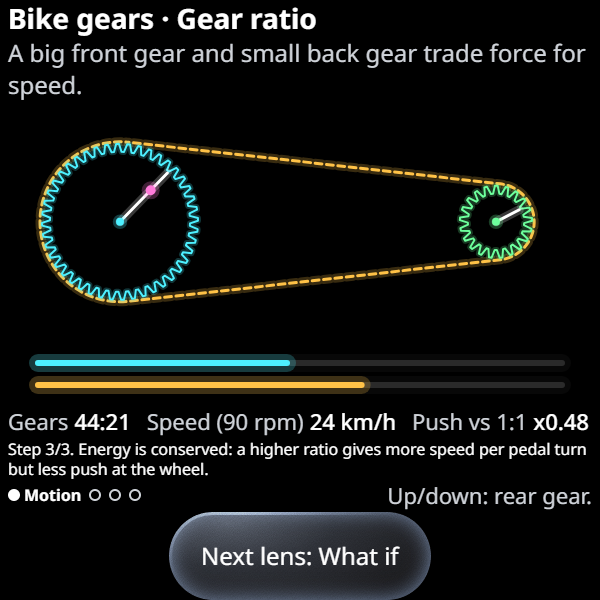 Bike gears · Gear ratio
A big front gear and small back gear trade force for
speed.
Gears 44:21 Speed (90 rpm) 24 km/h Push vs 1:1 x0.48
Step 3/3. Energy is conserved: a higher ratio gives more speed per pedal turn
but less push at the wheel.
Motion
Up/down: rear gear.
Next lens: What if